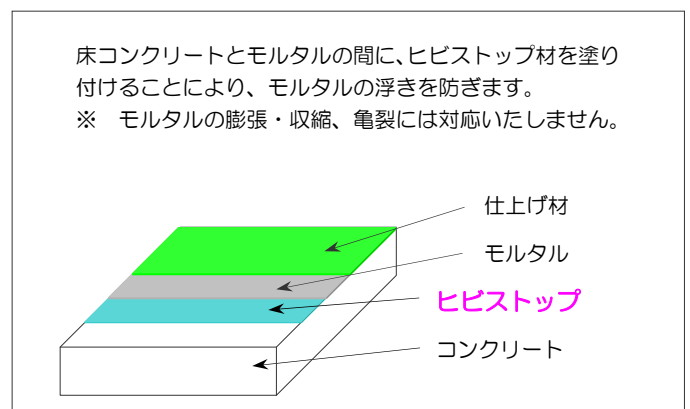 床コンクリートとモルタルの間に、ヒビストップ材を塗り
付けることにより、モルタルの浮きを防ぎます。
※　モルタルの膨張・収縮、亀裂には対応いたしません。
仕上げ材
モルタル
ヒビストップ
コンクリート